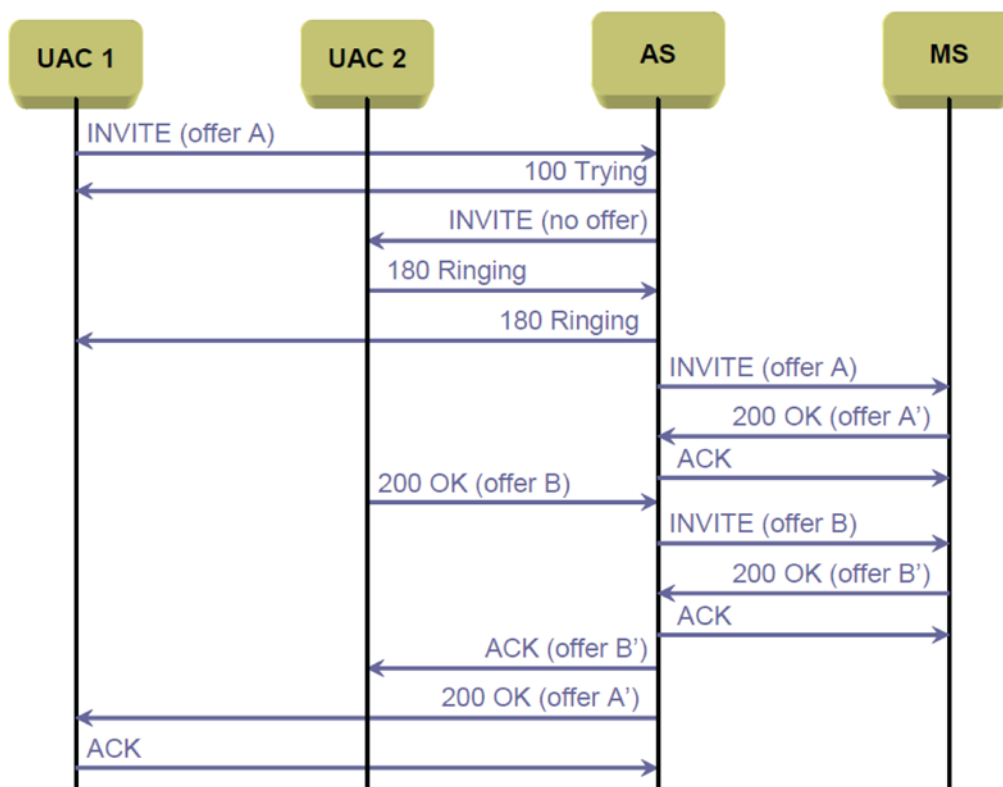 UAC 1
UAC 2
AS
MS
INVITE (offer A)
100 Trying
INVITE (no offer)
180 Ringing
180 Ringing
INVITE (offer A)
200 OK (offer A’)
ACK
200 OK (offer B)
INVITE (offer B)
200 OK (offer B’)
ACK
ACK (offer B’)
200 OK (offer A’)
ACK